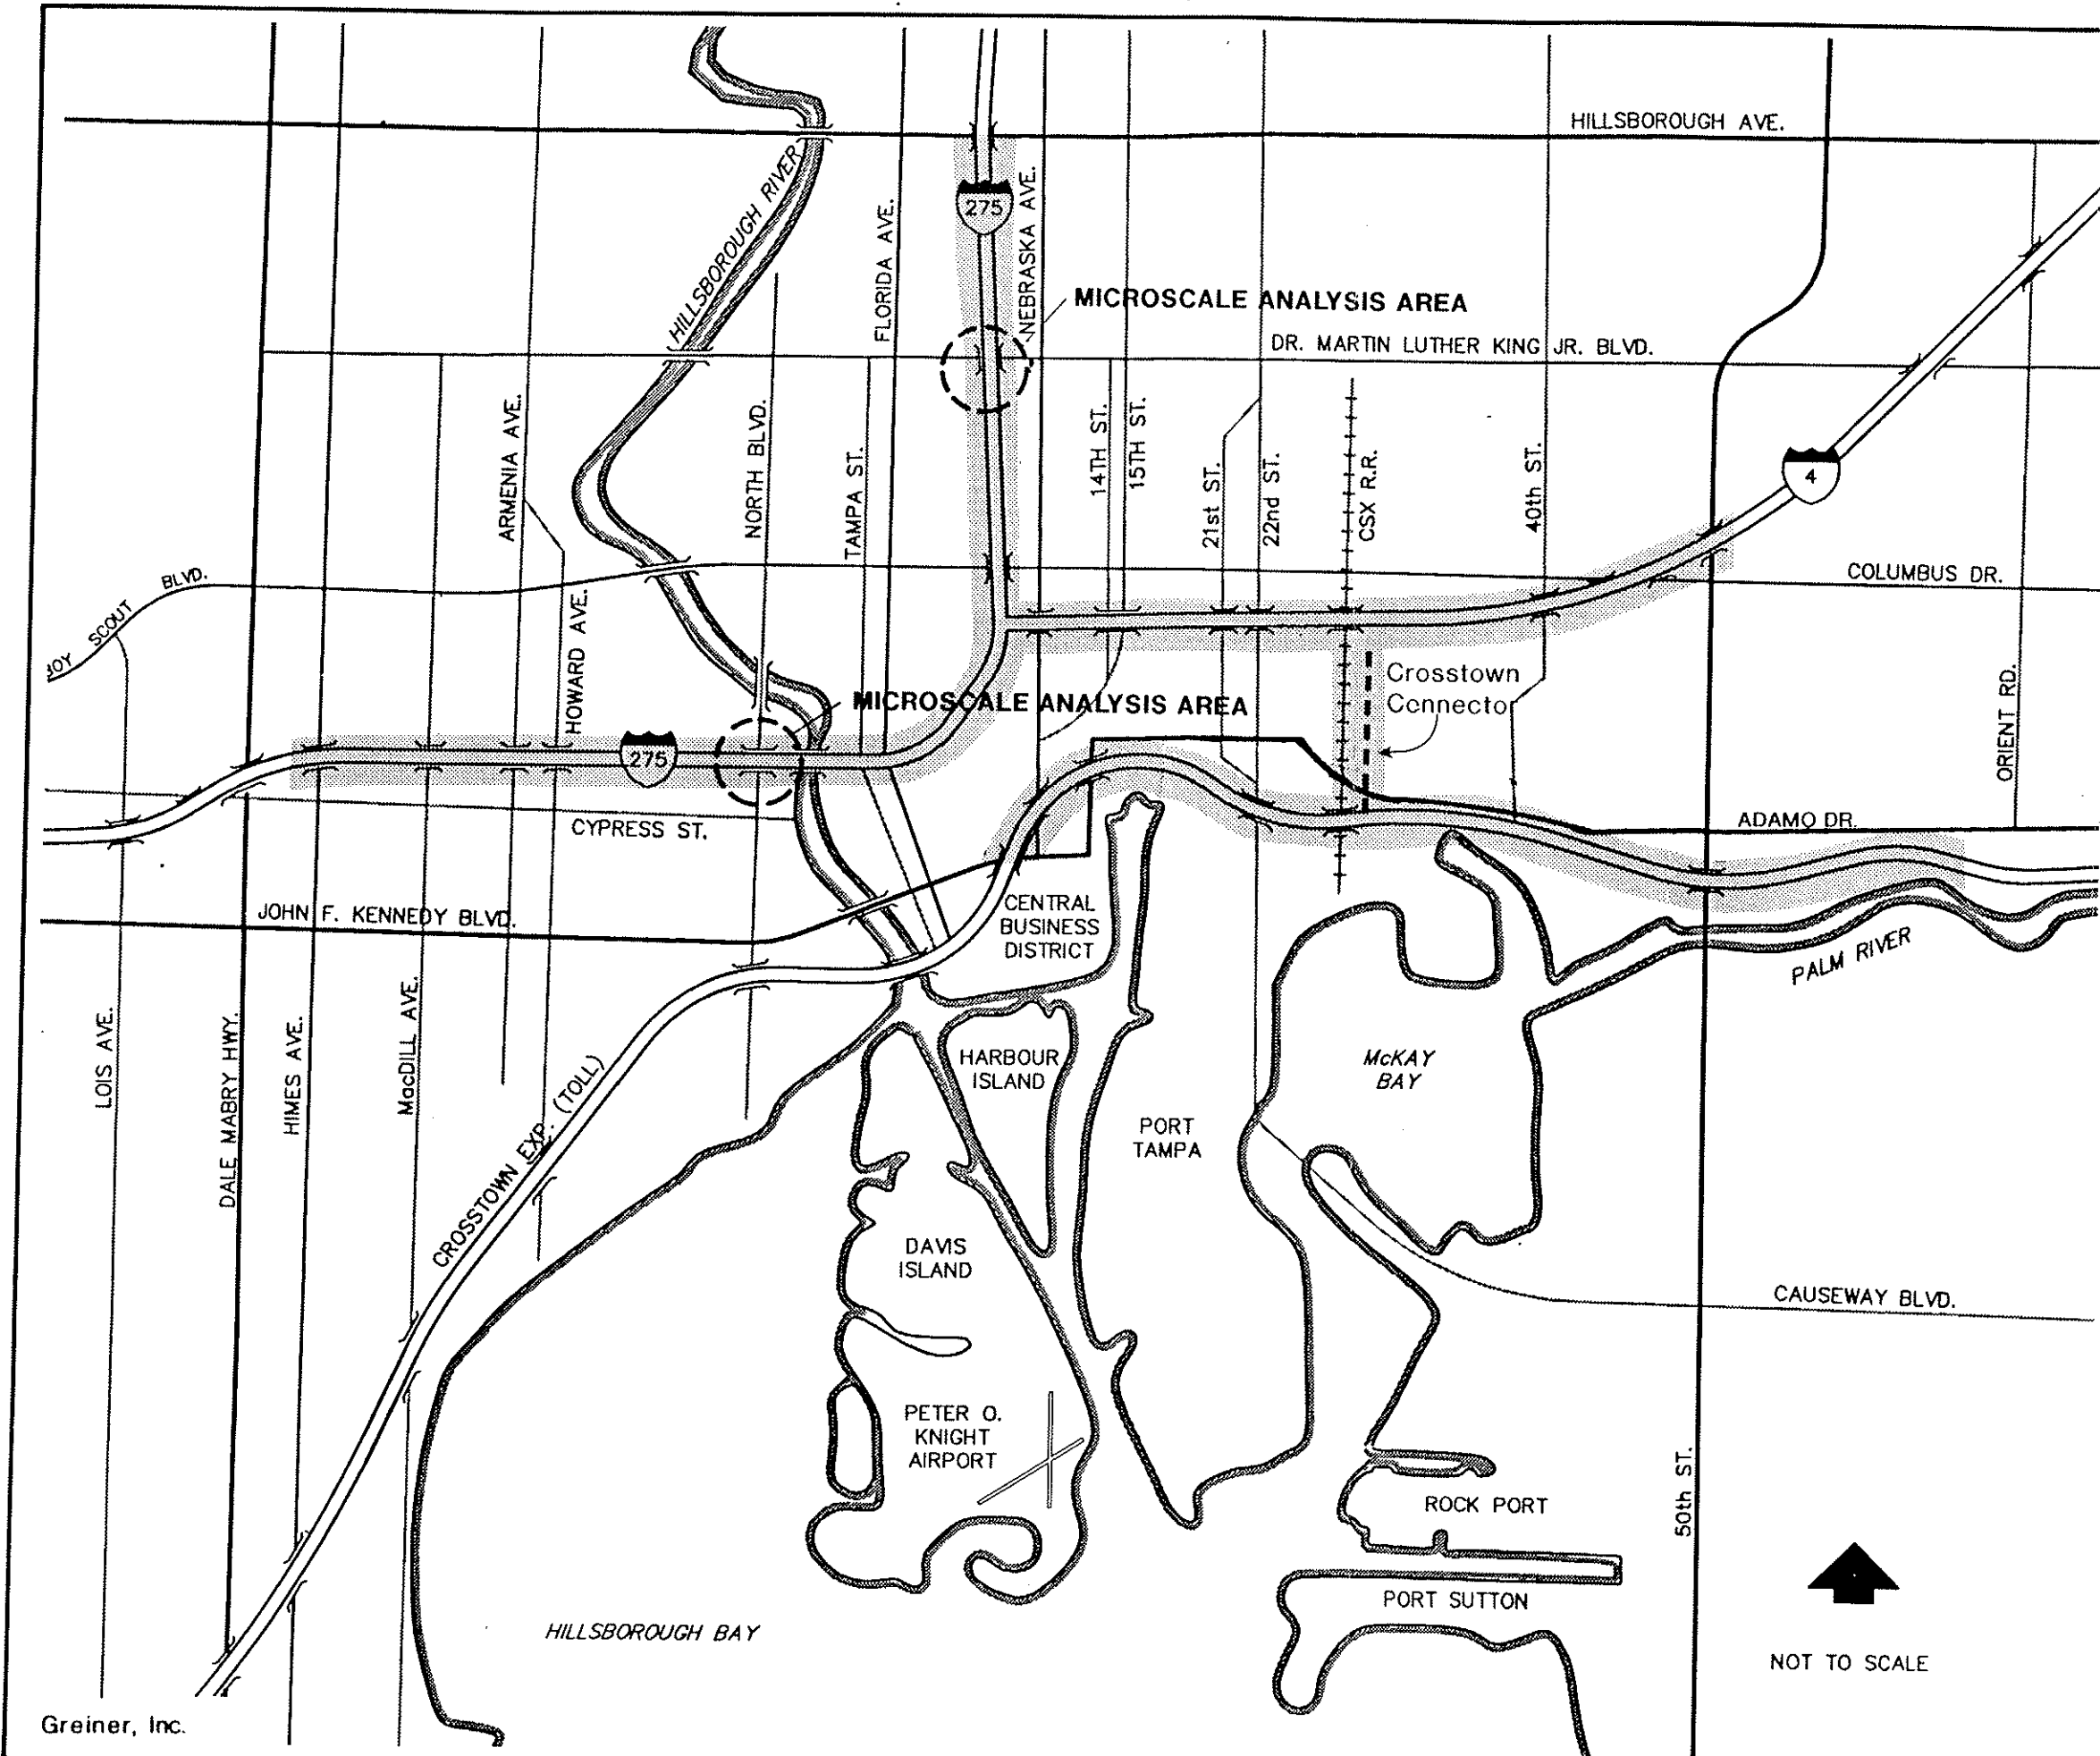 HILLSBOROUGH AVE.
HILLSBOROUGH RIVER
275
FLORIDA AVE.
NEBRASKA AVE.
MICROSCALE ANALYSIS AREA
DR. MARTIN LUTHER KING JR. BLVD.
ARMENIA AVE.
NORTH BLVD.
TAMPA ST.
14TH ST.
15TH ST.
21st ST.
22nd ST.
CSX R.R.
40th ST.
4
COLUMBUS DR.
BOY SCOUT BLVD.
HOWARD AVE.
MICROSCALE ANALYSIS AREA
Crosstown
Connector
ORIENT RD.
275
CYPRESS ST.
ADAMO DR.
JOHN F. KENNEDY BLVD.
CENTRAL
BUSINESS
DISTRICT
PALM RIVER
LOIS AVE.
DALE MABRY HWY.
HIMES AVE.
MacDILL AVE.
CROSSTOWN EXP. (TOLL)
HARBOUR
ISLAND
McKAY
BAY
PORT
TAMPA
DAVIS
ISLAND
CAUSEWAY BLVD.
PETER O.
KNIGHT
AIRPORT
ROCK PORT
50th ST.
PORT SUTTON
HILLSBOROUGH BAY
NOT TO SCALE
Greiner, Inc.